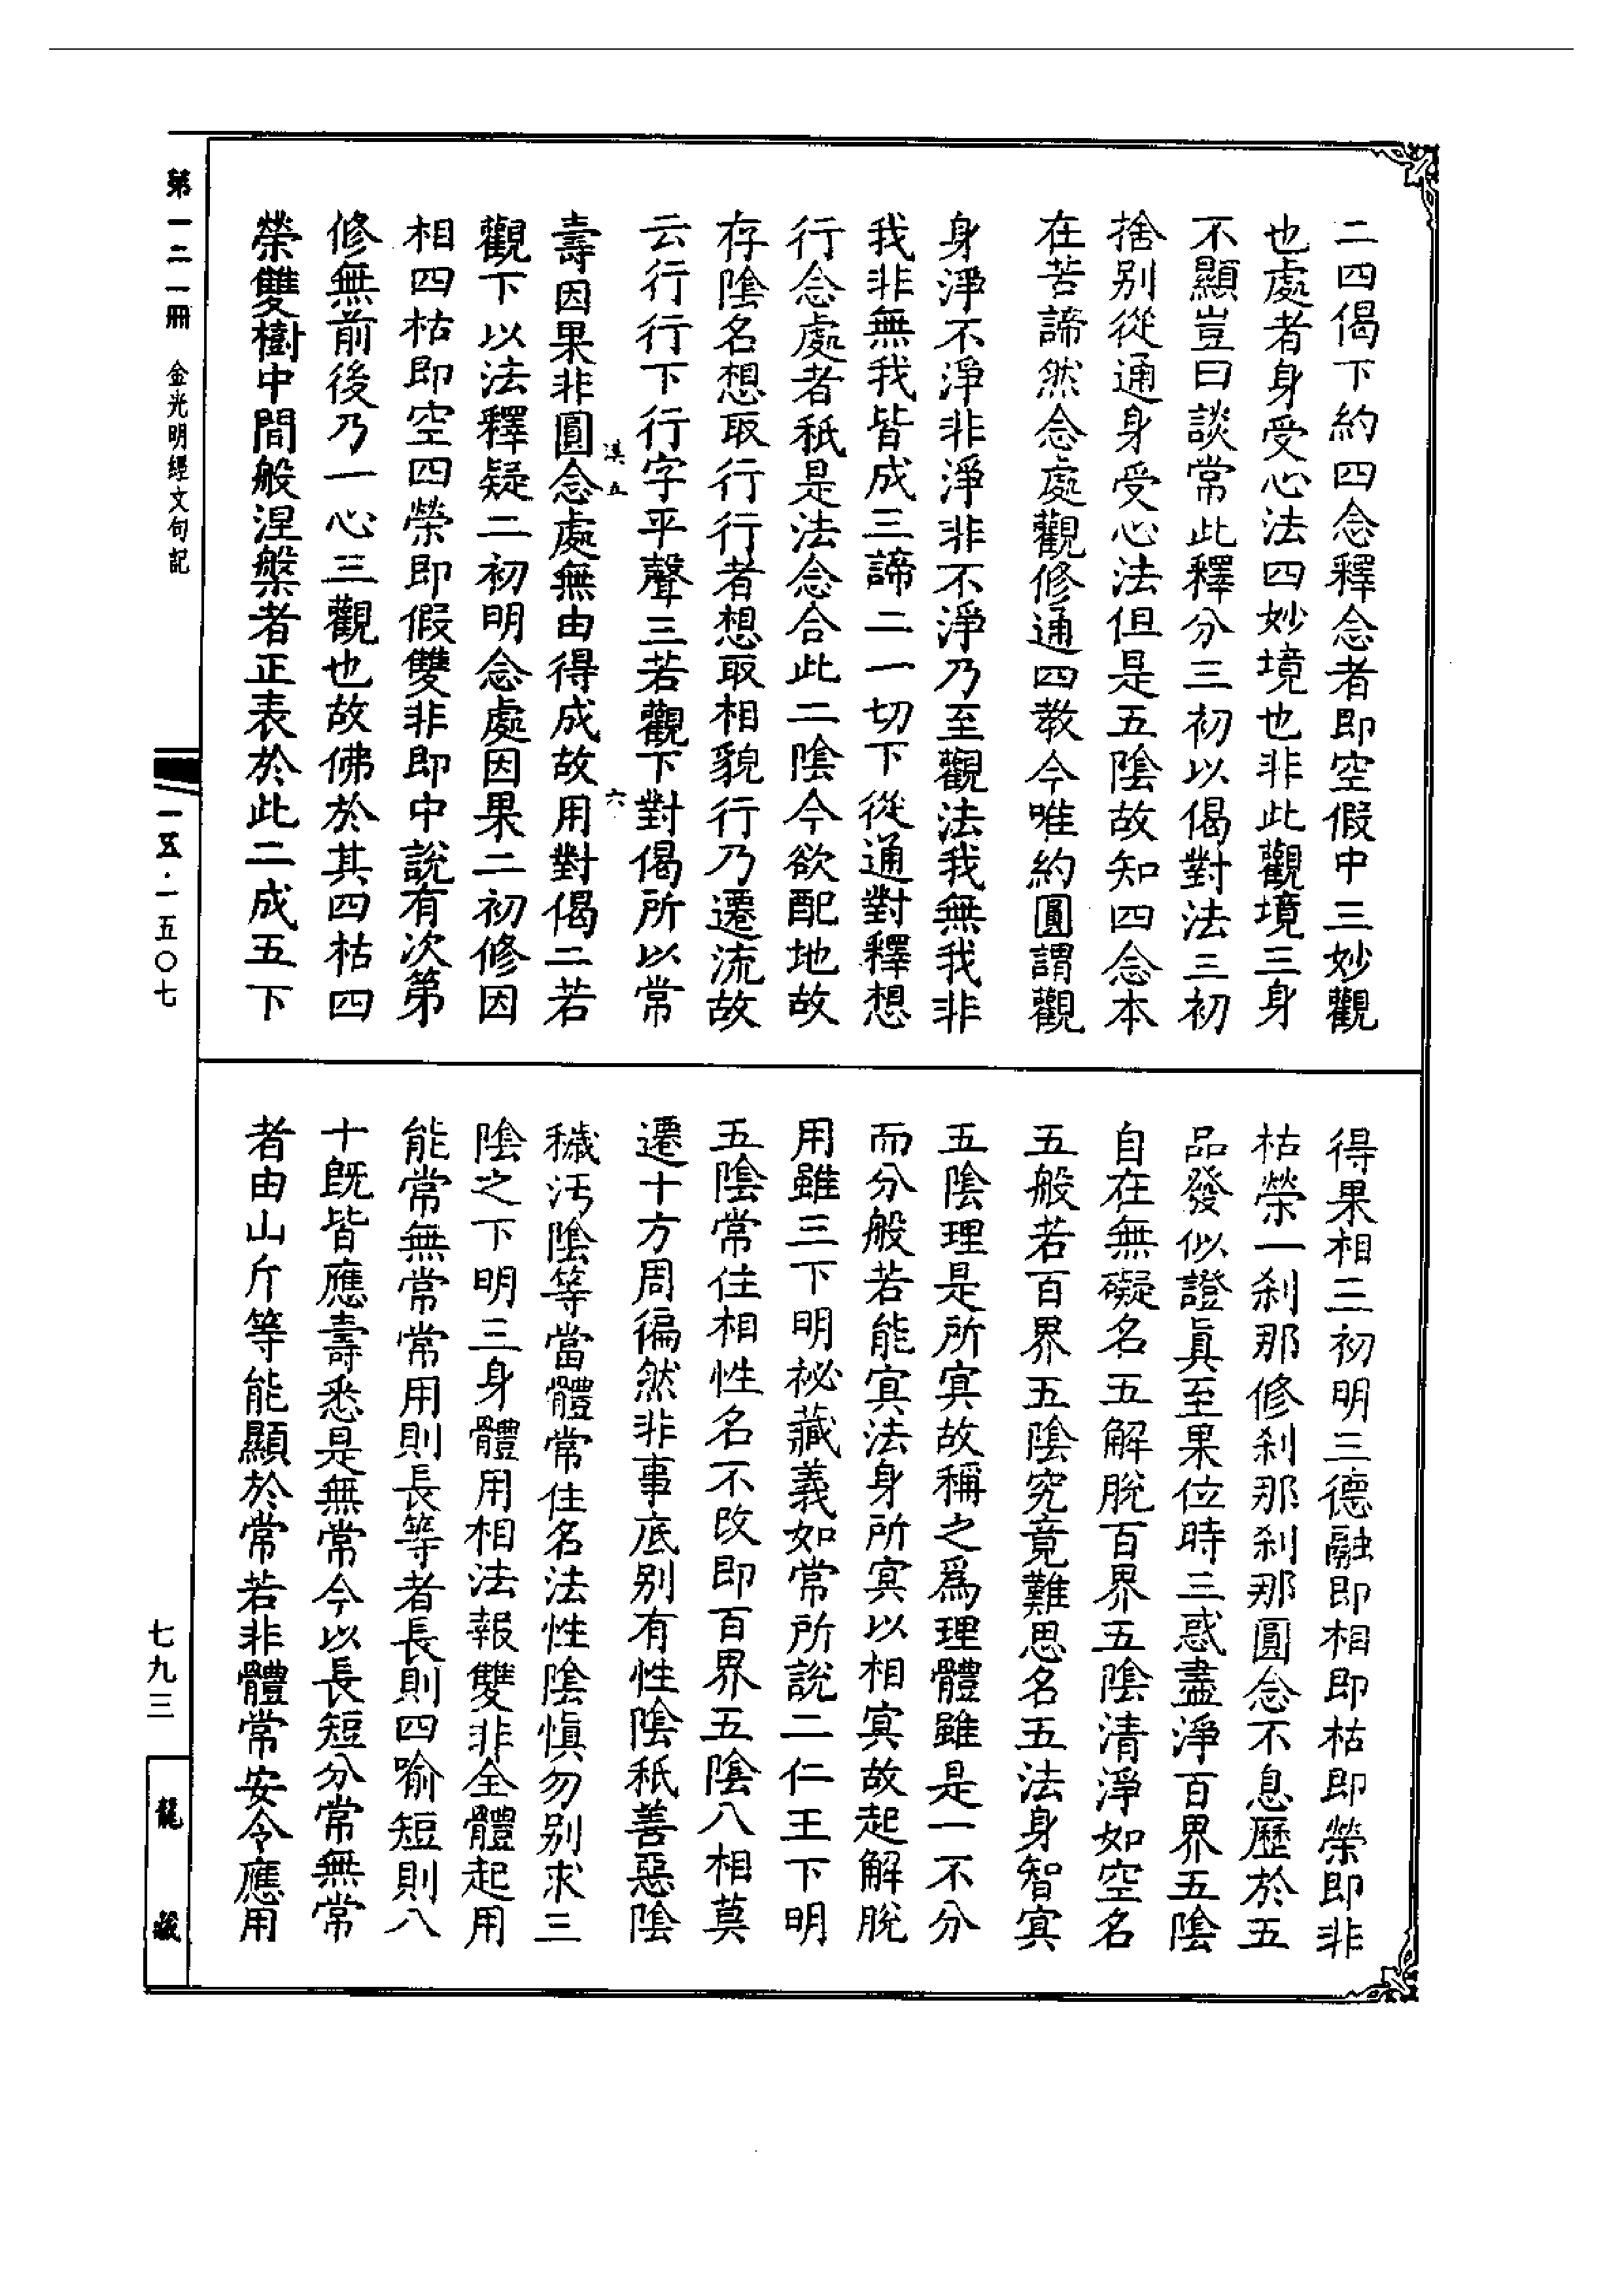 二四偈下約四念釋念者即空假中三妙觀
也處者身受心法四妙境也非此觀境三身
不顯豈曰談常此釋分三初以偈對法三初
捨别從通身受心法但是五陰故知四念本
在苦諦然念處觀修通四教今唯約圓謂觀
身淨不淨非淨非不淨乃至觀法我無我非
我非無我皆成三諦二一切下從通對釋想
行念處者秖是法念合此二陰今欲配地故
存陰名想取行行者想取相貌行乃遷流故
云行行行下行字平聲三若觀下對偈所以常
壽因果非圓念處無由得成故用對偈二若
觀下以法釋疑二初明念處因果二初修因
相四枯即空四榮即假雙非即中說有次第
修無前後乃一心三觀也故佛於其四枯四
榮雙樹中間般涅槃者正表於此二成五下
淇五
六
得果相三初明三德融即相即枯即榮即非
枯榮一刹那修刹那刹那圓念不息歷於五
品發似證眞至果位時三惑盡淨百界五陰
自在無礙名五解脫百界五陰清淨如空名
五般若百界五陰究竟難思名五法身智寘
五陰理是所寘故稱之爲理體雖是一不分
而分般若能寘法身所寘以相寘故起解脫
用雖三下明祕藏義如常所說二仁王下明
五陰常住相性名不改即百界五陰八相莫
遷十方周徧然非事底别有性陰秖善惡陰
穢汚陰等當體常住名法性陰愼勿别求三
陰之下明三身體用相法報雙非全體起用
能常無常常用則長等者長則四喻短則八
十旣皆應壽悉是無常今以長短分常無常
者由山斤等能顯於常若非體常安令應用
第一二一冊　金光明經文句記
一五·一五〇七
七九三
龍藏